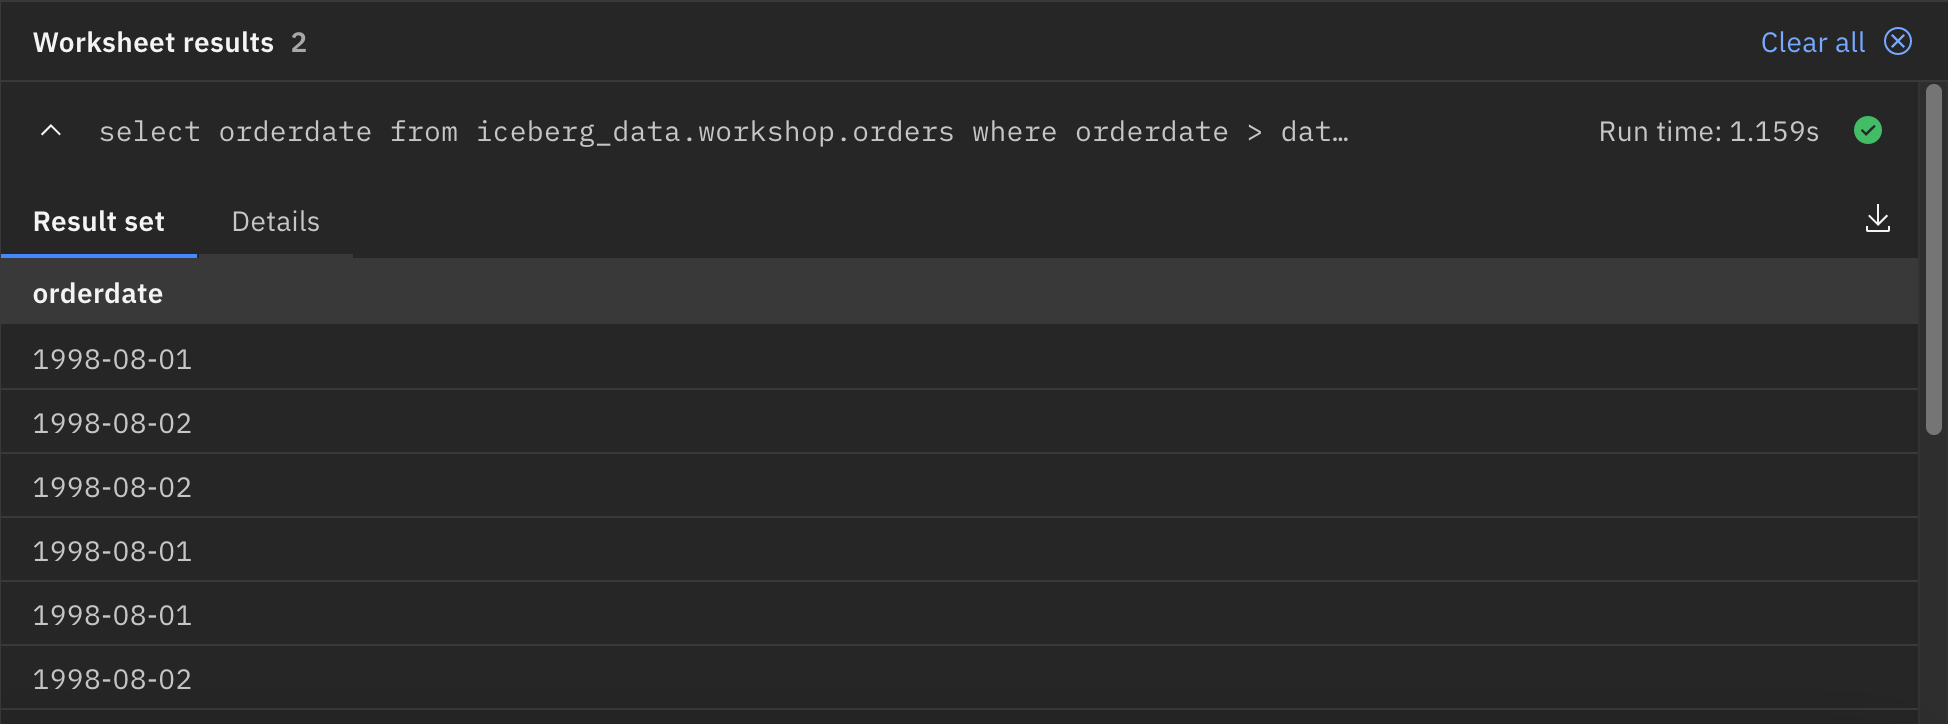 Worksheet results 2
Clear all
select orderdate from iceberg_data.workshop.orders where orderdate > dat…
Run time: 1.159s
Result set Details
orderdate
1998-08-01
1998-08-02
1998-08-02
1998-08-01
1998-08-01
1998-08-02